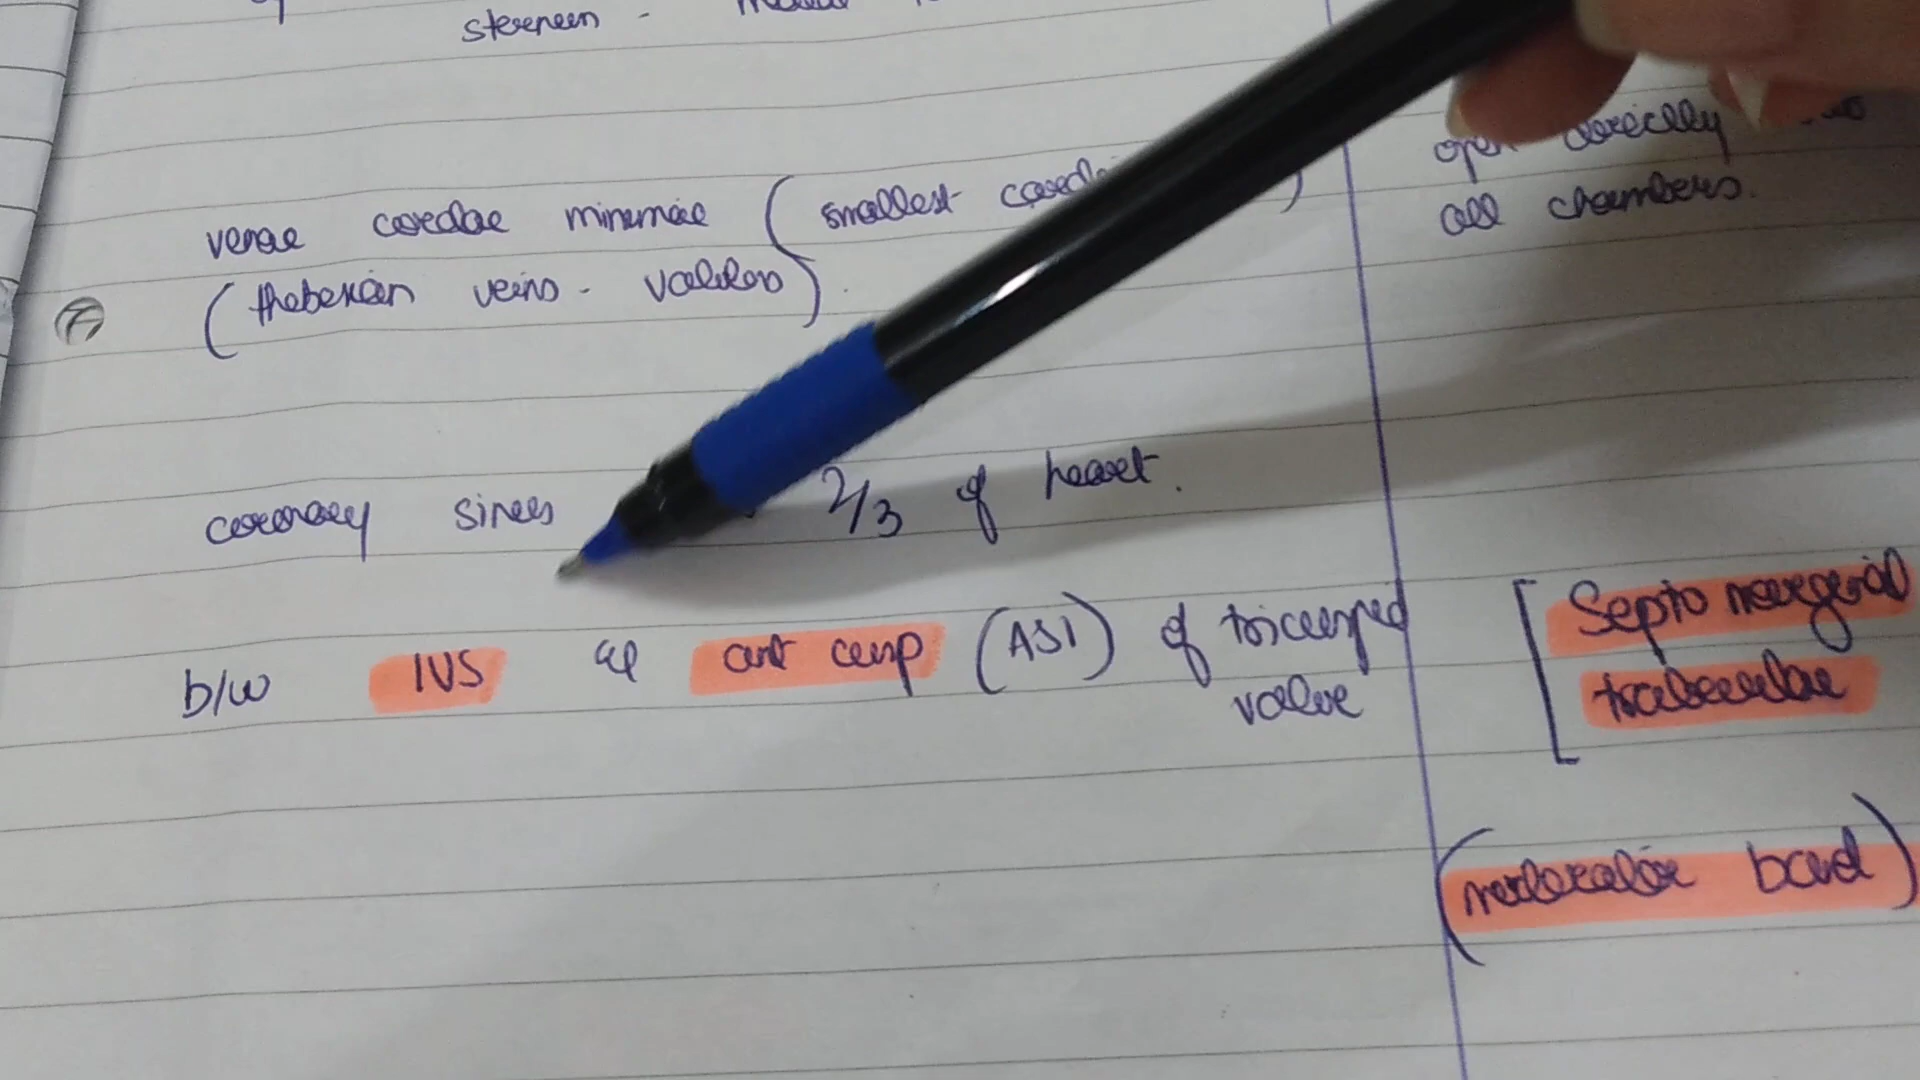 venae cordae minimae (smallest
(thebesian veins -
open directly
all chambers.
coronary sinus 2/3 of heart.
b/w IVS & ant cusp (ASI) of tricuspid
valve
[Septo marginal
trabeculae
(moderator band)